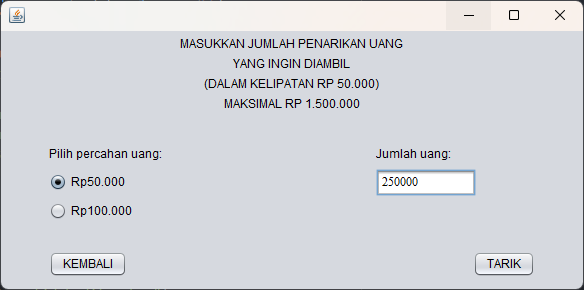 MASUKKAN JUMLAH PENARIKAN UANG
YANG INGIN DIAMBIL
(DALAM KELIPATAN RP 50.000)
MAKSIMAL RP 1.500.000
Pilih percahan uang:
Jumlah uang:
Rp50.000
250000
Rp100.000
KEMBALI
TARIK